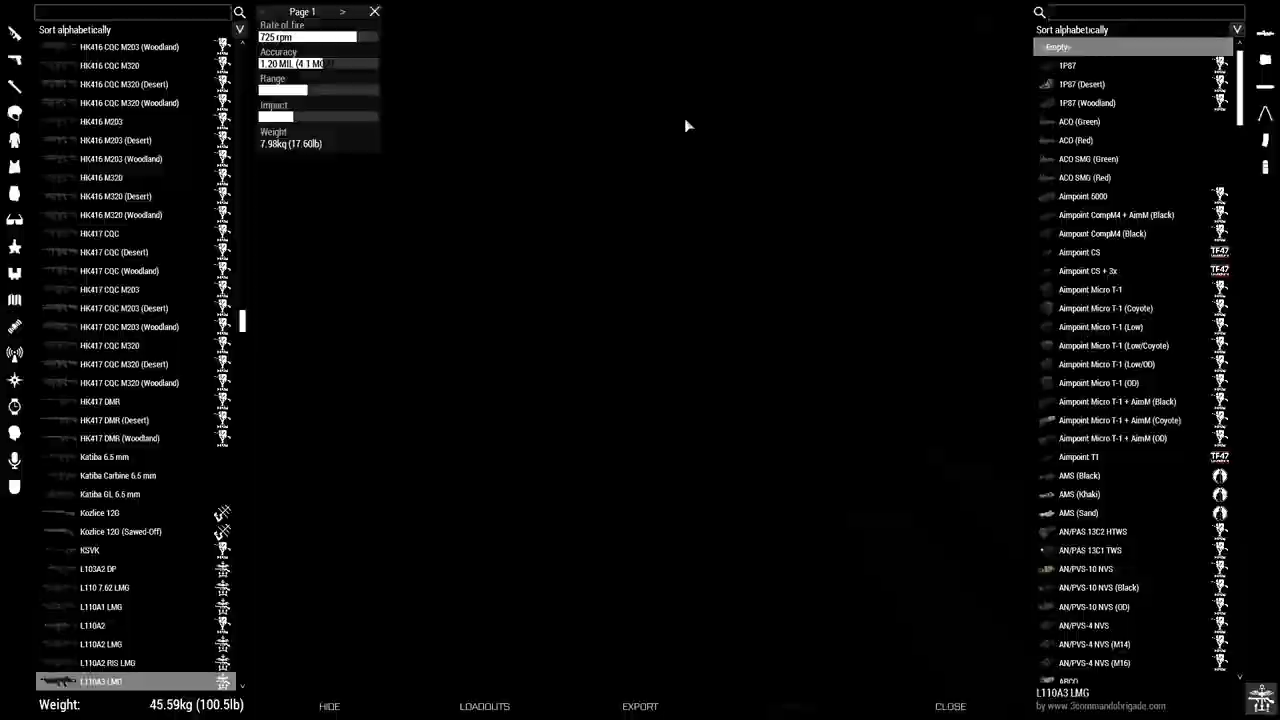 Sort alphabetically
HK416 CQC M203 (Woodland)
HK416 CQC M320
HK416 CQC M320 (Desert)
HK416 CQC M320 (Woodland)
HK416 M203
HK416 M203 (Desert)
HK416 M203 (Woodland)
HK416 M320
HK416 M320 (Desert)
HK416 M320 (Woodland)
HK417 CQC
HK417 CQC (Desert)
HK417 CQC (Woodland)
HK417 CQC M203
HK417 CQC M203 (Desert)
HK417 CQC M203 (Woodland)
HK417 CQC M320
HK417 CQC M320 (Desert)
HK417 CQC M320 (Woodland)
HK417 DMR
HK417 DMR (Desert)
HK417 DMR (Woodland)
Katiba 6.5 mm
Katiba Carbine 6.5 mm
Katiba GL 6.5 mm
Kozlice 12G
Kozlice 12G (Sawed-Off)
KSVK
L103A2 DP
L110 7.62 LMG
L110A1 LMG
L110A2
L110A2 LMG
L110A2 RIS LMG
L110A3 LMG
Weight: 45.59kg (100.5lb)
Page 1 >
Rate of fire
725 rpm
Accuracy
1.20 MIL (4.1 MOA)
Range
Impact
Weight
7.98kg (17.60lb)
HIDE
LOADOUTS
EXPORT
CLOSE
Sort alphabetically
Empty
1P87
1P87 (Desert)
1P87 (Woodland)
ACO (Green)
ACO (Red)
ACO SMG (Green)
ACO SMG (Red)
Aimpoint 5000
Aimpoint CompM4 + AimM (Black)
Aimpoint CompM4 (Black)
Aimpoint CS TF47
Aimpoint CS + 3x TF47
Aimpoint Micro T-1
Aimpoint Micro T-1 (Coyote)
Aimpoint Micro T-1 (Low)
Aimpoint Micro T-1 (Low/Coyote)
Aimpoint Micro T-1 (Low/OD)
Aimpoint Micro T-1 (OD)
Aimpoint Micro T-1 + AimM (Black)
Aimpoint Micro T-1 + AimM (Coyote)
Aimpoint Micro T-1 + AimM (OD)
Aimpoint T1 TF47
AMS (Black)
AMS (Khaki)
AMS (Sand)
AN/PAS 13C2 HTWS
AN/PAS 13C1 TWS
AN/PVS-10 NVS
AN/PVS-10 NVS (Black)
AN/PVS-10 NVS (OD)
AN/PVS-4 NVS
AN/PVS-4 NVS (M14)
AN/PVS-4 NVS (M16)
L110A3 LMG
by www.3commandobrigade.com